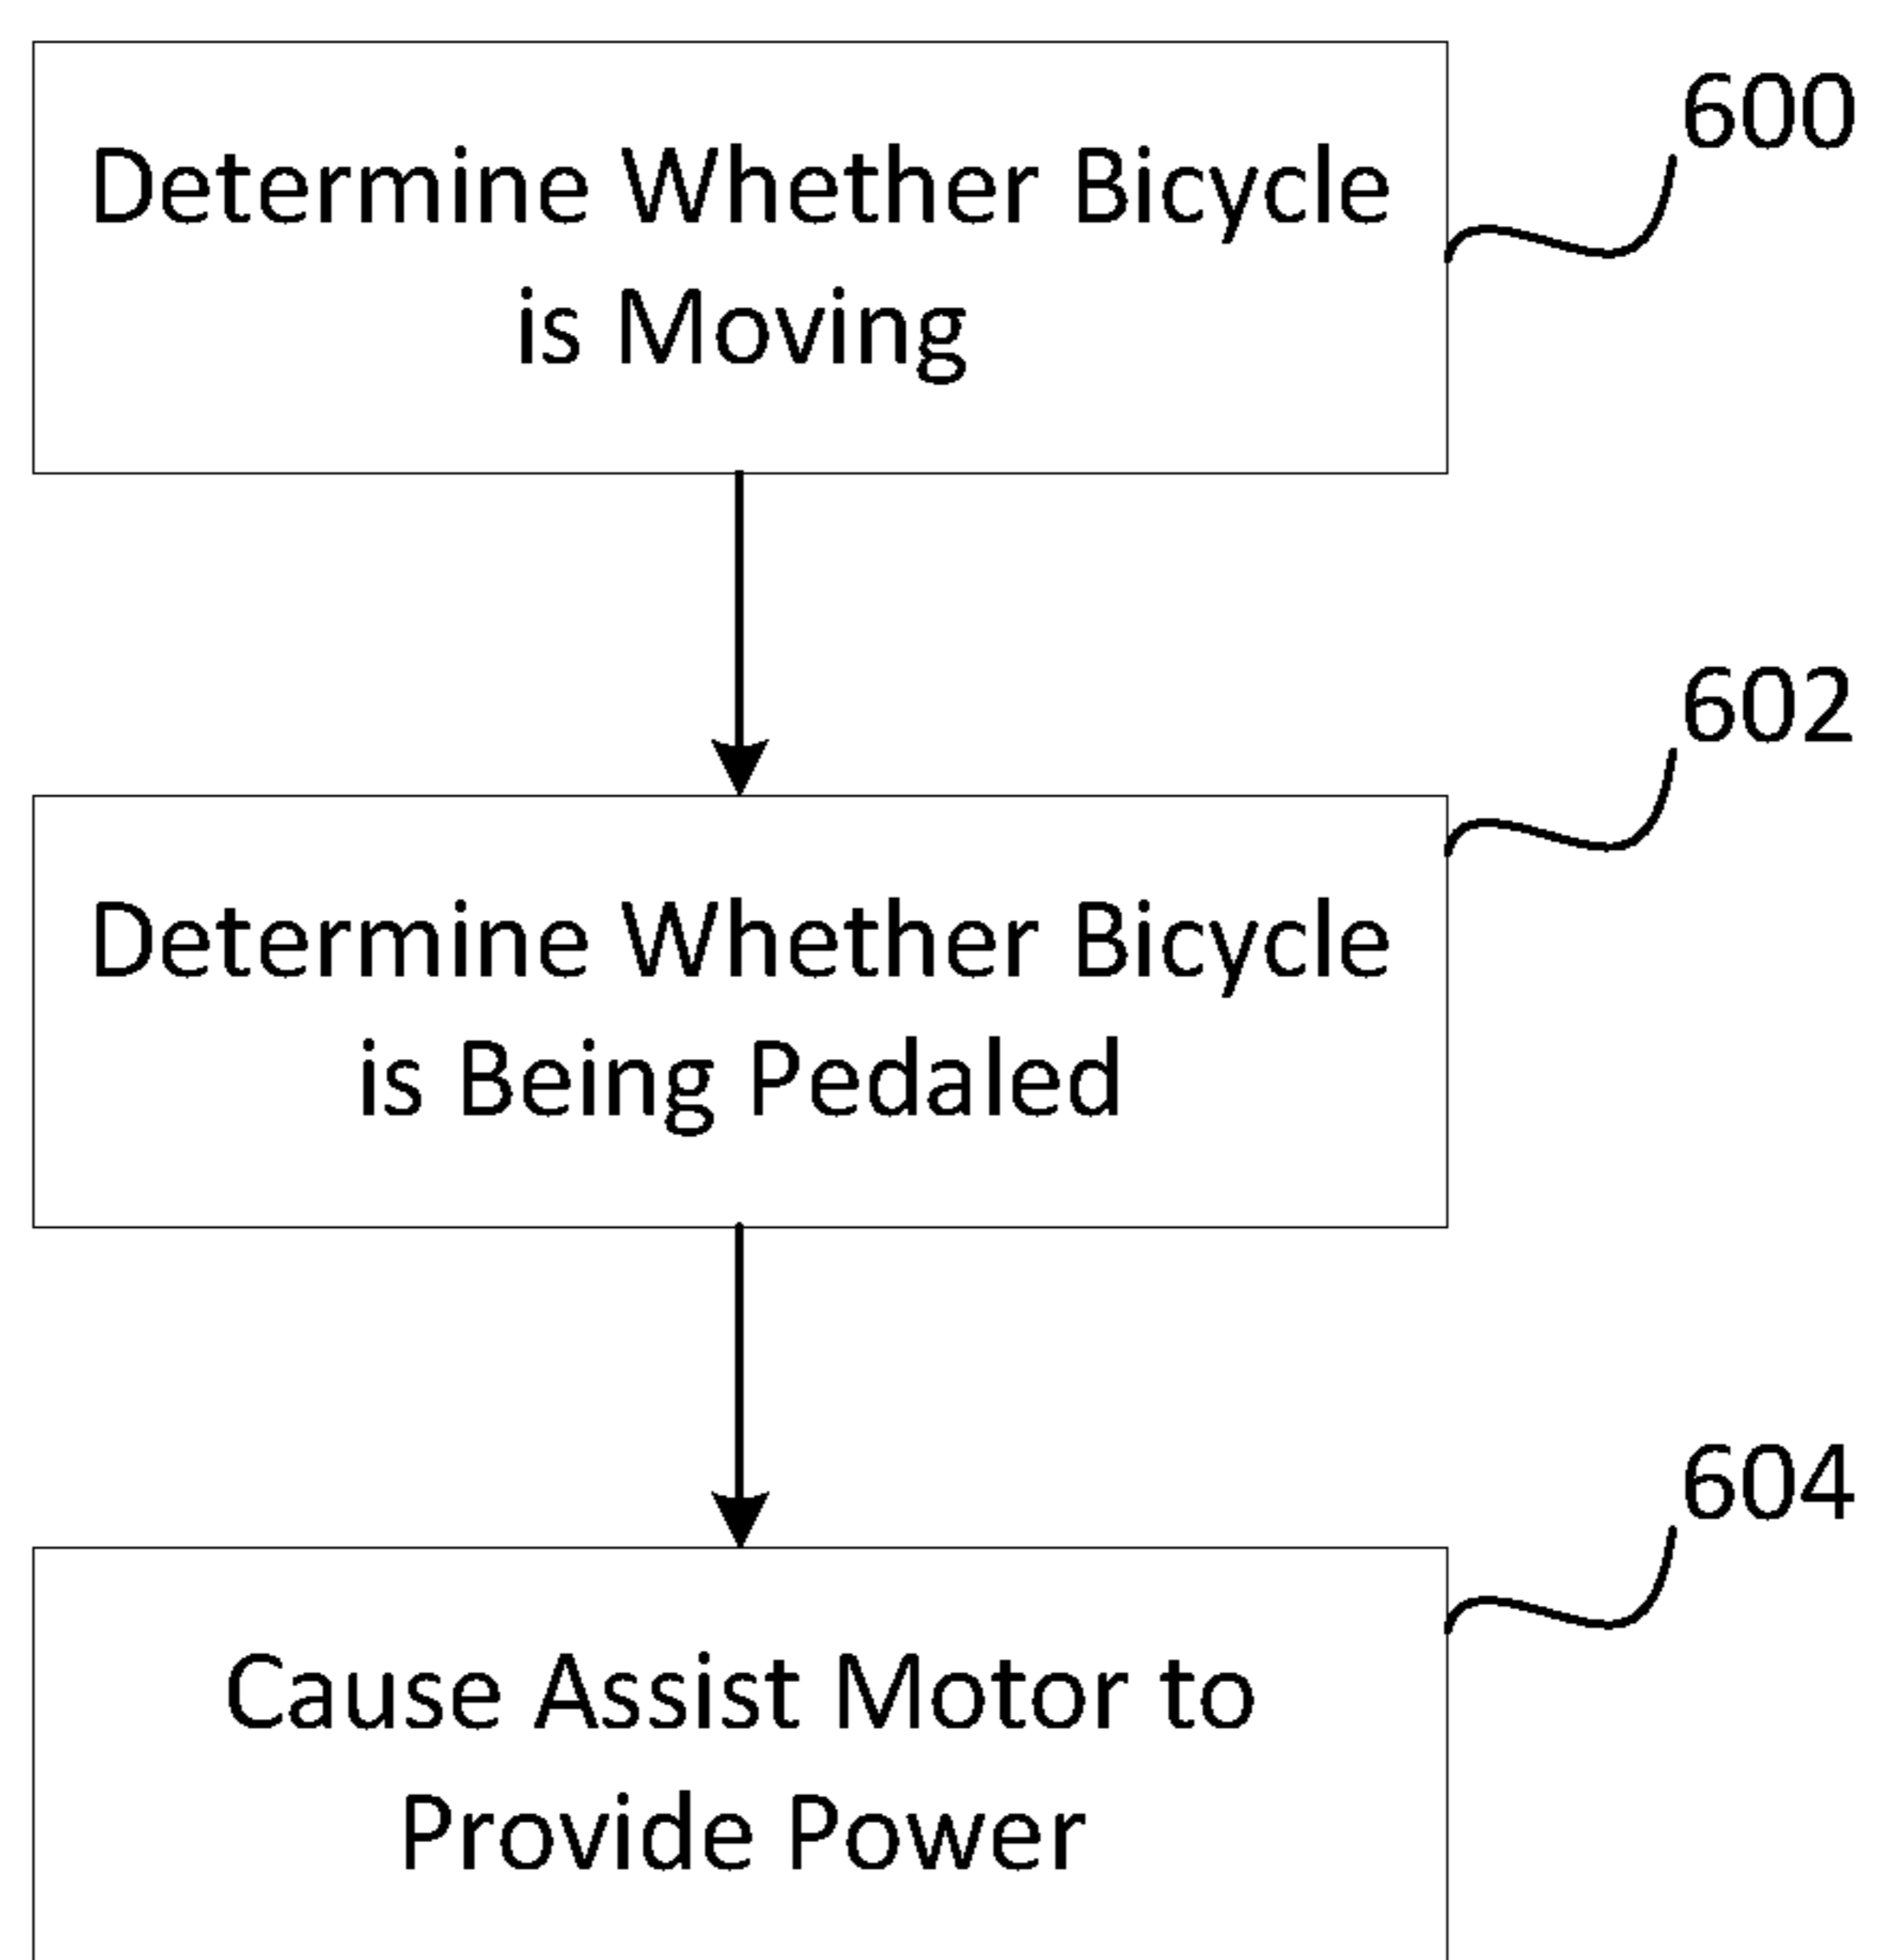 600
Determine Whether Bicycle
is Moving
602
Determine Whether Bicycle
is Being Pedaled
604
Cause Assist Motor to
Provide Power